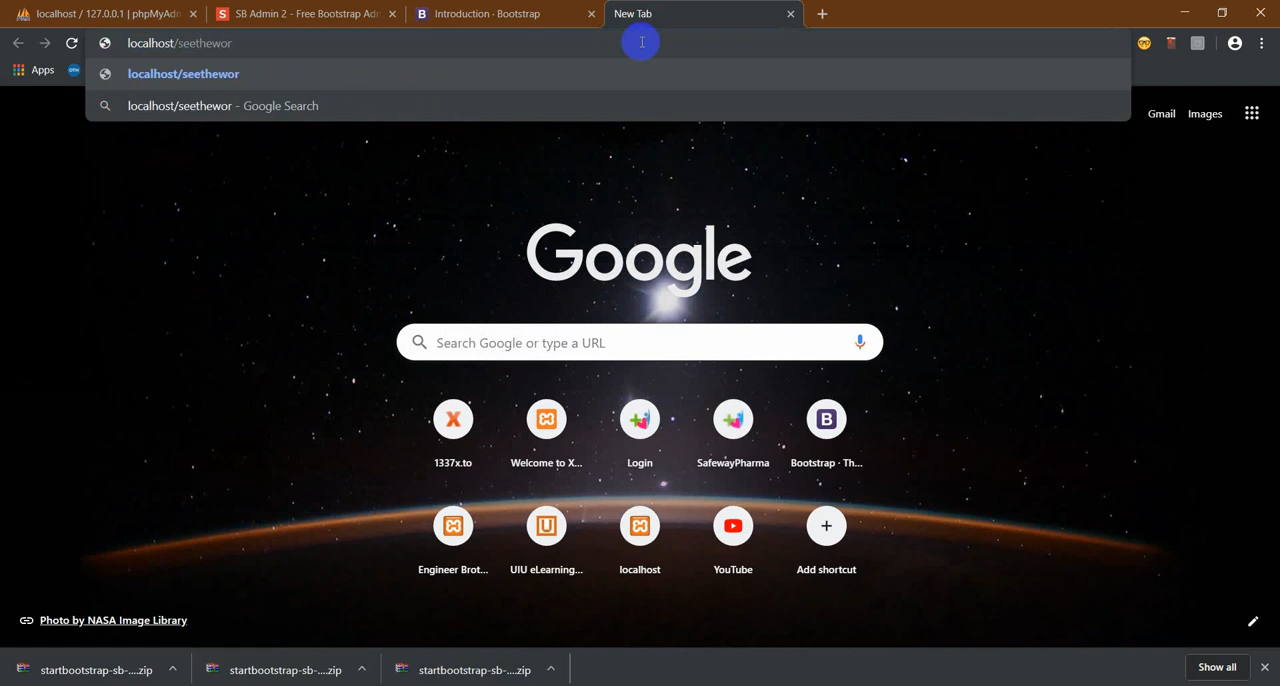 localhost / 127.0.0.1 | phpMyAdn
SB Admin 2 - Free Bootstrap Adn
Introduction · Bootstrap
New Tab
localhost/seethewor
Apps
localhost/seethewor
localhost/seethewor - Google Search
Gmail Images
Google
Search Google or type a URL
1337x.to
Welcome to X...
Login
SafewayPharma
Bootstrap · Th...
Engineer Brot...
UIU eLearning...
localhost
YouTube
Add shortcut
Photo by NASA Image Library
startbootstrap-sb-....zip
startbootstrap-sb-....zip
startbootstrap-sb-....zip
Show all